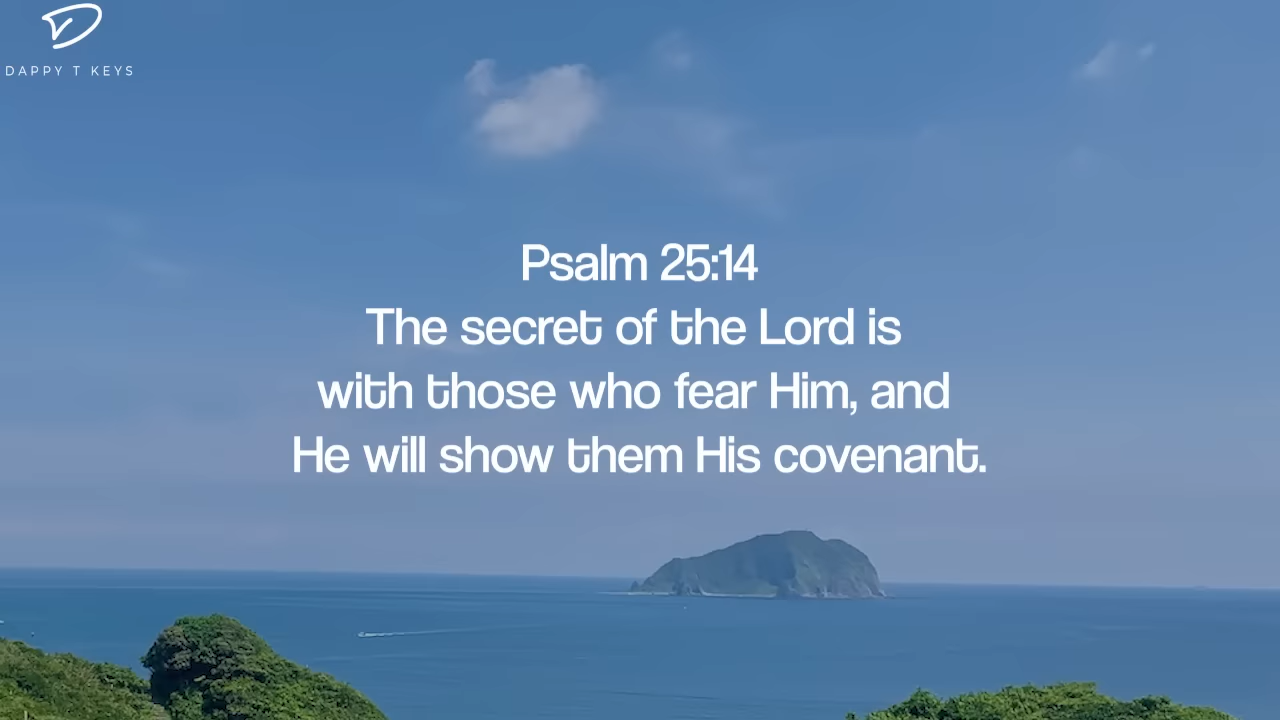 DAPPY T KEYS
Psalm 25:14
The secret of the Lord is
with those who fear Him, and
He will show them His covenant.